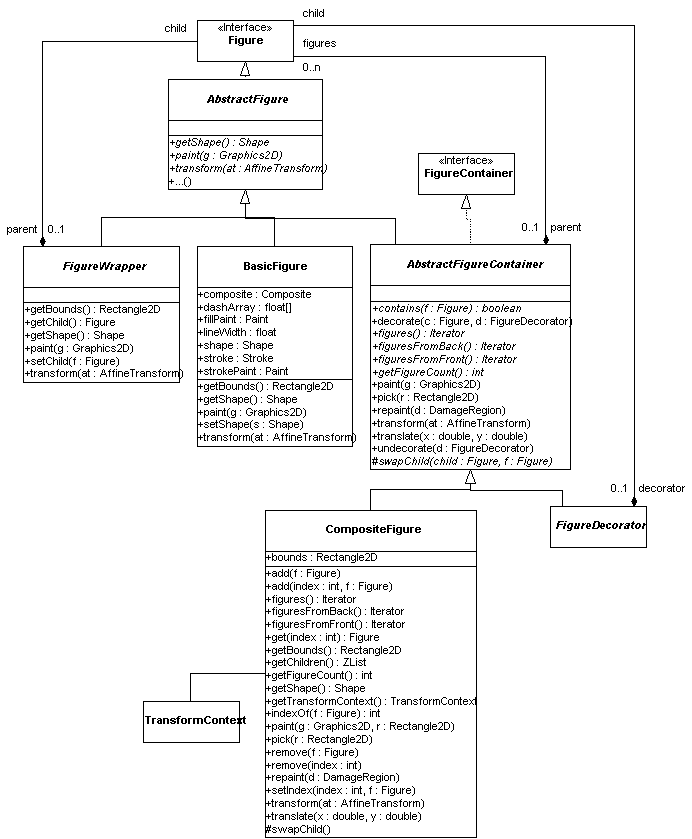 child
child
«Interface»
Figure
figures
0..n
AbstractFigure
+getShape() : Shape
+paint(g : Graphics2D)
+transform(at : AffineTransform)
+...()
«Interface»
FigureContainer
parent
0..1
0..1
parent
FigureWrapper
+getBounds() : Rectangle2D
+getChild() : Figure
+getShape() : Shape
+paint(g : Graphics2D)
+setChild(f : Figure)
+transform(at : AffineTransform)
BasicFigure
+composite : Composite
+dashArray : float[]
+fillPaint : Paint
+lineWidth : float
+shape : Shape
+stroke : Stroke
+strokePaint : Paint
+getBounds() : Rectangle2D
+getShape() : Shape
+paint(g : Graphics2D)
+setShape(s : Shape)
+transform(at : AffineTransform)
AbstractFigureContainer
+contains(f : Figure) : boolean
+decorate(c : Figure, d : FigureDecorator)
+figures() : Iterator
+figuresFromBack() : Iterator
+figuresFromFront() : Iterator
+getFigureCount() : int
+paint(g : Graphics2D)
+pick(r : Rectangle2D)
+repaint(d : DamageRegion)
+transform(at : AffineTransform)
+translate(x : double, y : double)
+undecorate(d : FigureDecorator)
#swapChild(child : Figure, f : Figure)
0..1
decorator
FigureDecorator
CompositeFigure
+bounds : Rectangle2D
+add(f : Figure)
+add(index : int, f : Figure)
+figures() : Iterator
+figuresFromBack() : Iterator
+figuresFromFront() : Iterator
+get(index : int) : Figure
+getBounds() : Rectangle2D
+getChildren() : ZList
+getFigureCount() : int
+getShape() : Shape
+getTransformContext() : TransformContext
+indexOf(f : Figure) : int
+paint(g : Graphics2D, r : Rectangle2D)
+pick(r : Rectangle2D)
+remove(f : Figure)
+remove(index : int)
+repaint(d : DamageRegion)
+setIndex(index : int, f : Figure)
+transform(at : AffineTransform)
+translate(x : double, y : double)
#swapChild()
TransformContext